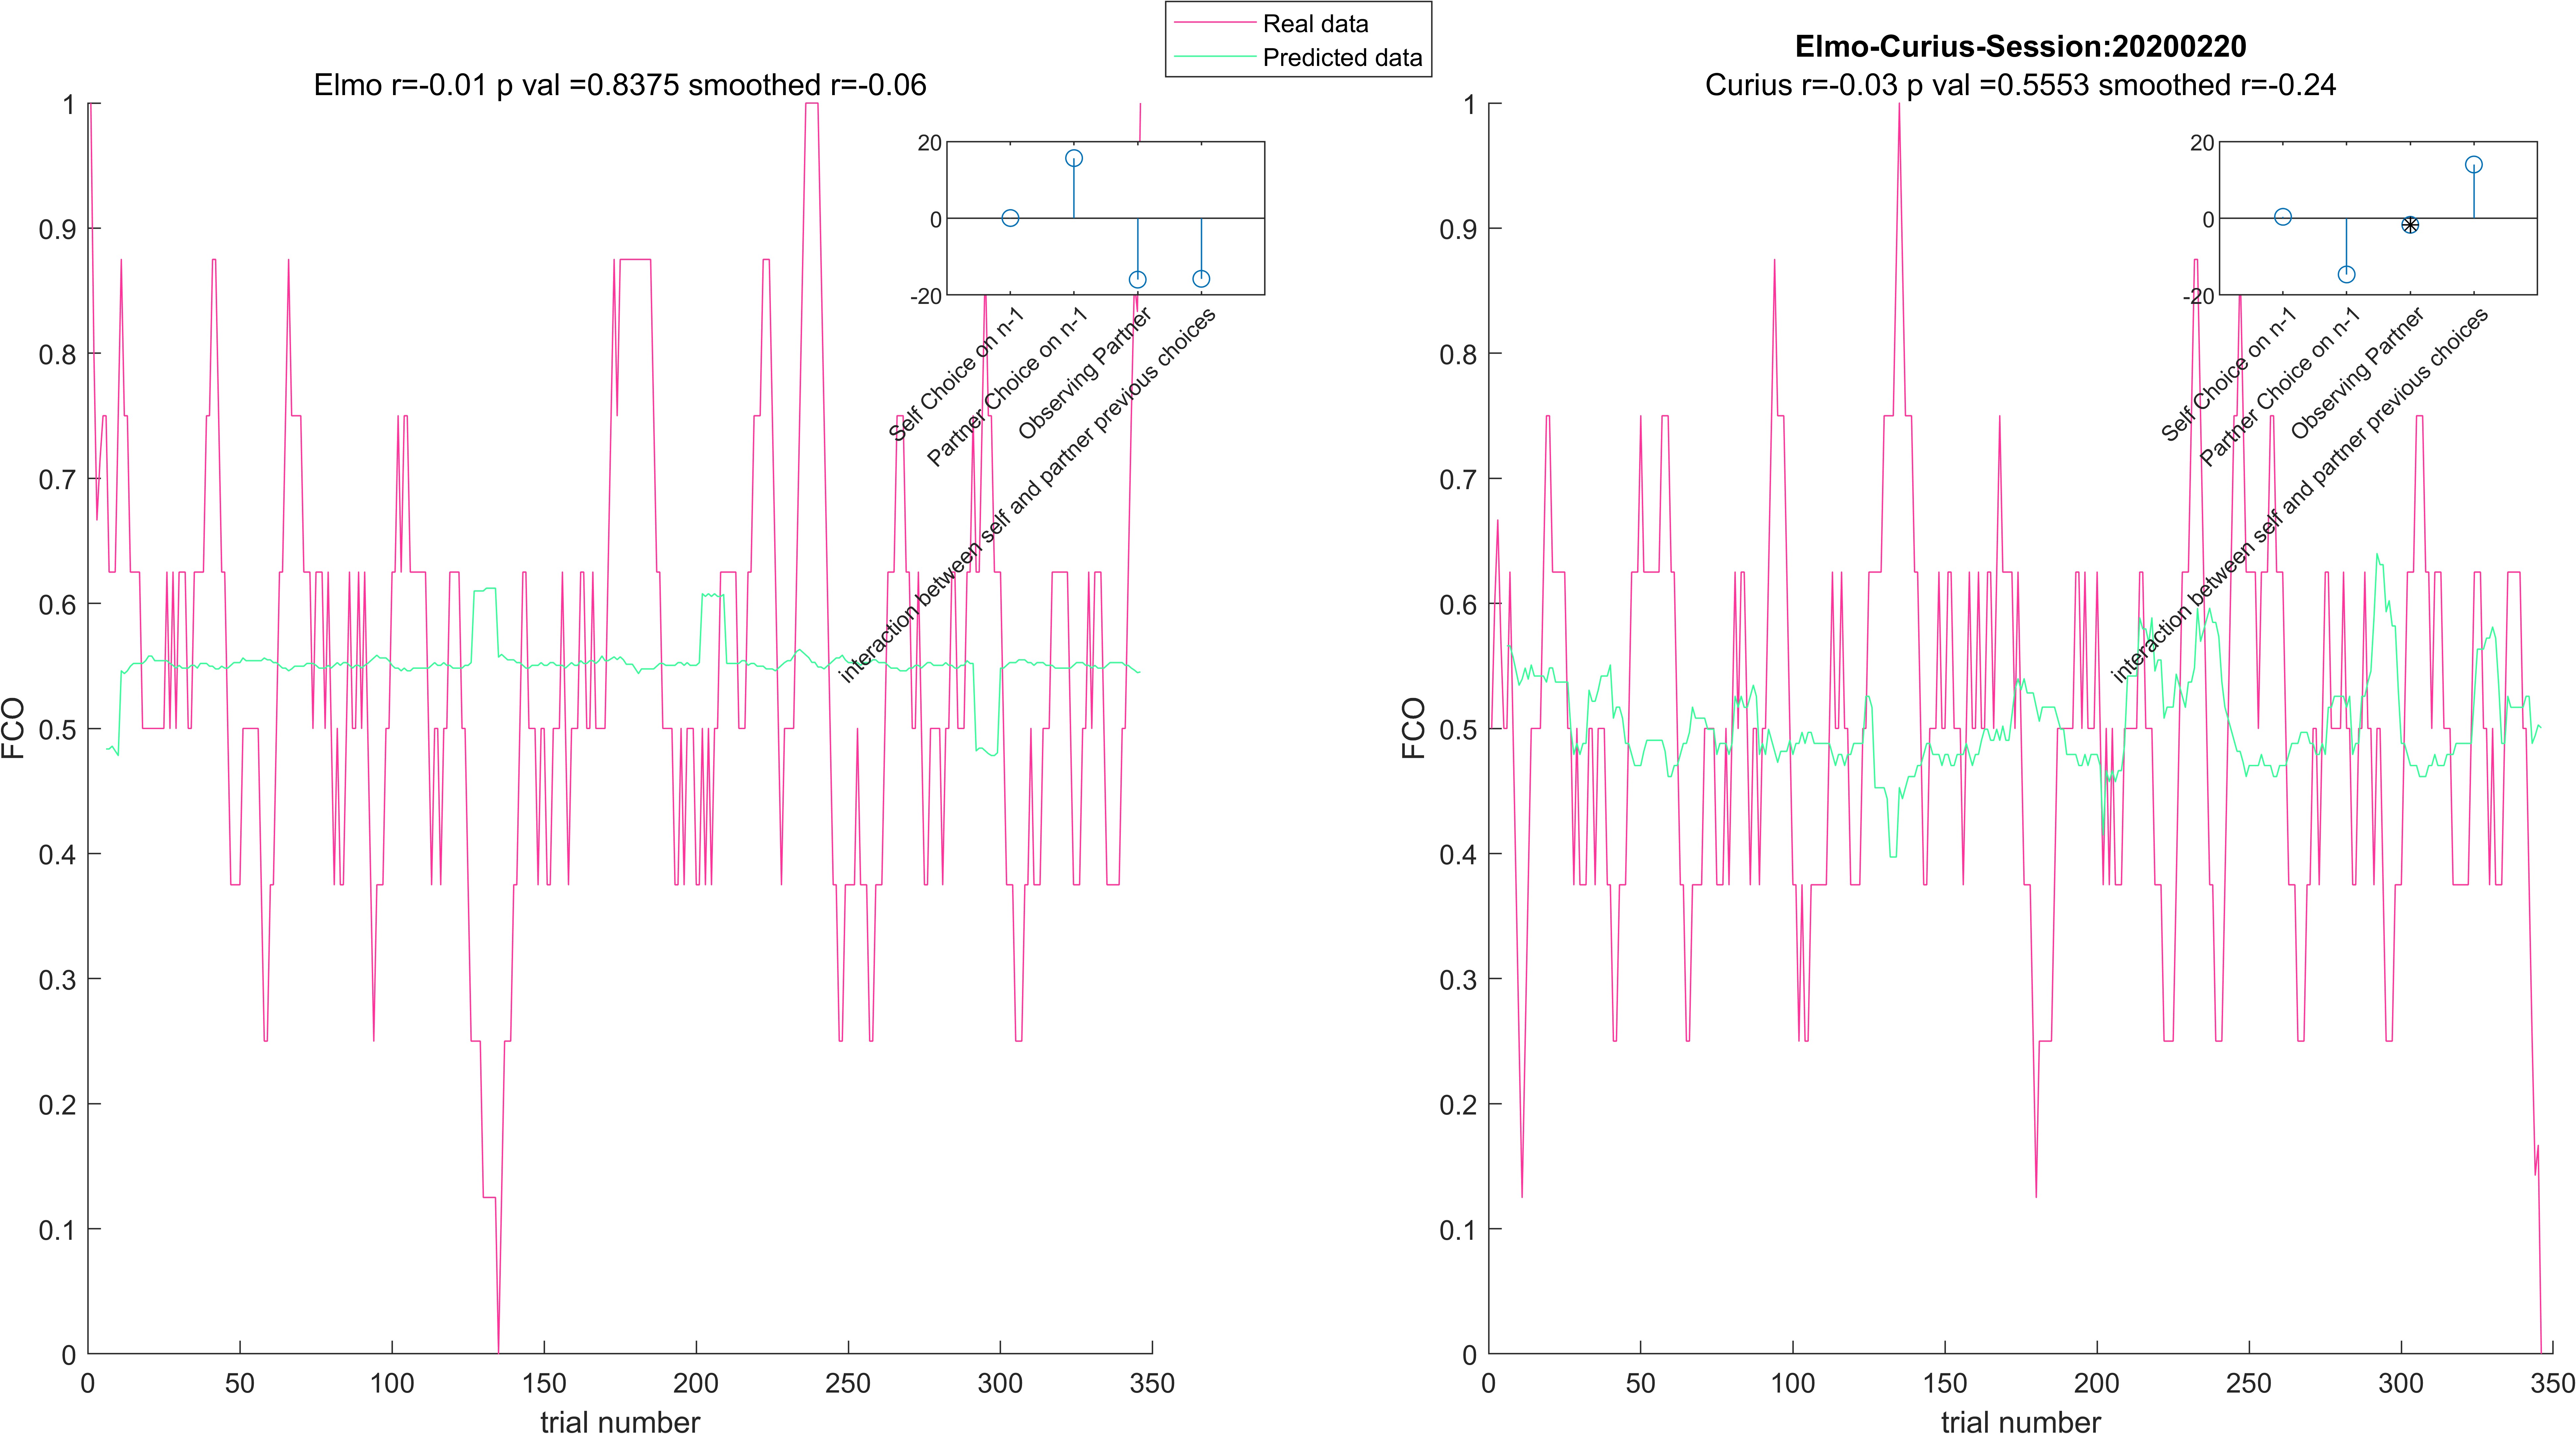 Real data
Predicted data
Elmo-Curius-Session:20200220
Elmo r=-0.01 p val =0.8375 smoothed r=-0.06
1
0.9
0.8
0.7
0.6
0.5
0.4
0.3
0.2
0.1
0
FCO
0
50
100
150
200
250
300
350
trial number
20
0
-20
Self Choice on n-1
Partner Choice on n-1
Observing Partner
interaction between self and partner previous choices
Curius r=-0.03 p val =0.5553 smoothed r=-0.24
1
0.9
0.8
0.7
0.6
0.5
0.4
0.3
0.2
0.1
0
FCO
0
50
100
150
200
250
300
350
trial number
20
0
-20
Self Choice on n-1
Partner Choice on n-1
Observing Partner
interaction between self and partner previous choices